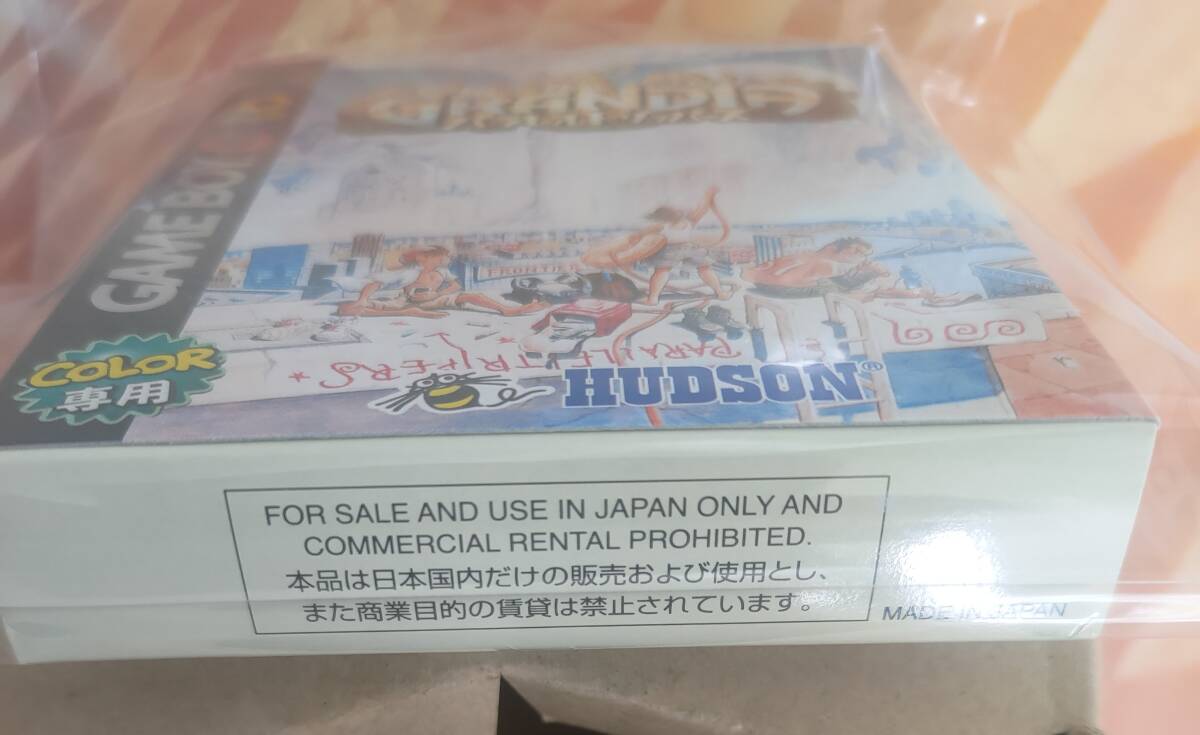 GRANDIA
GAME BOY
COLOR
専用
FRONTIER
PARALLEL TRIPPERS
HUDSON®
FOR SALE AND USE IN JAPAN ONLY AND
COMMERCIAL RENTAL PROHIBITED.
本品は日本国内だけの販売および使用とし、
また商業目的の賃貸は禁止されています。
MADE IN JAPAN